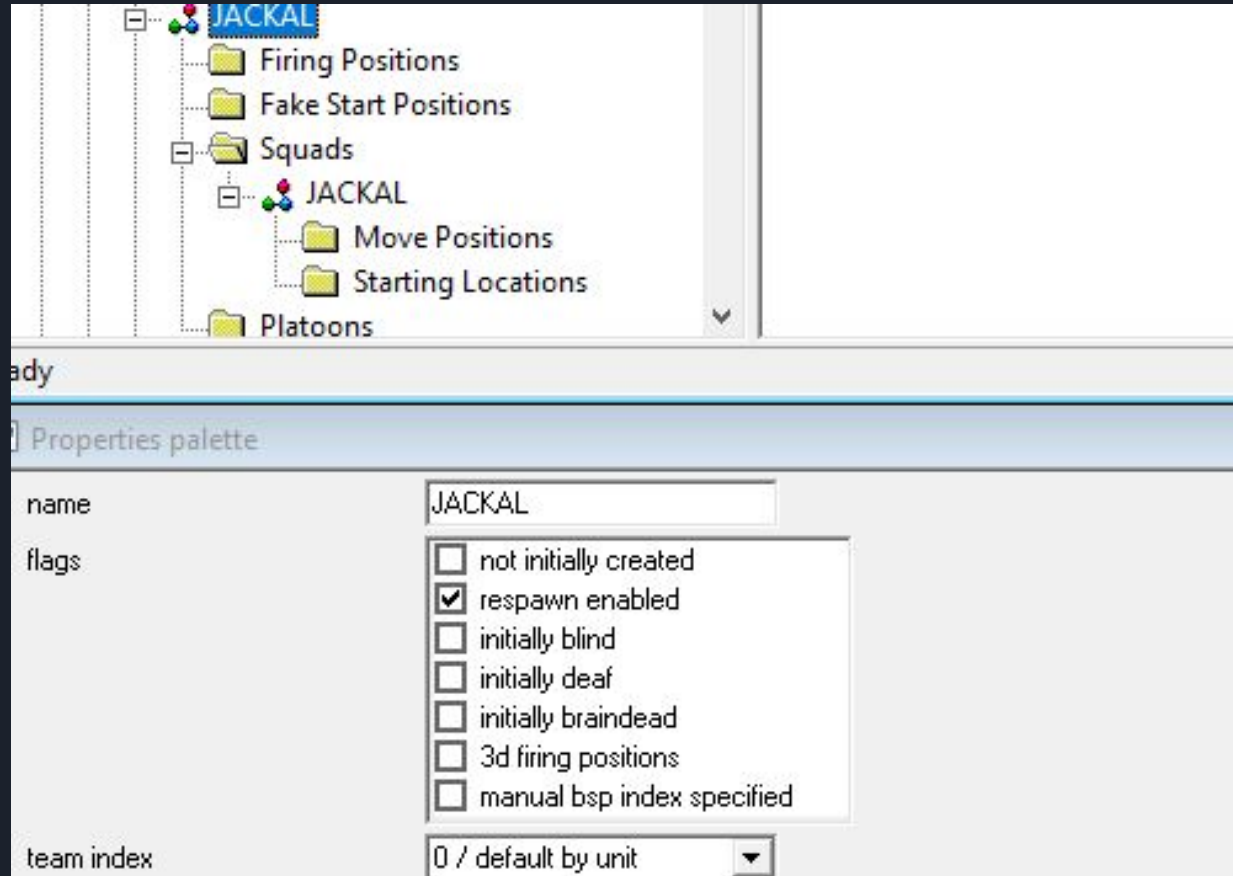 JACKAL
Firing Positions
Fake Start Positions
Squads
JACKAL
Move Positions
Starting Locations
Platoons
ady
Properties palette
name JACKAL
flags
not initially created
respawn enabled
initially blind
initially deaf
initially braindead
3d firing positions
manual bsp index specified
team index 0 / default by unit